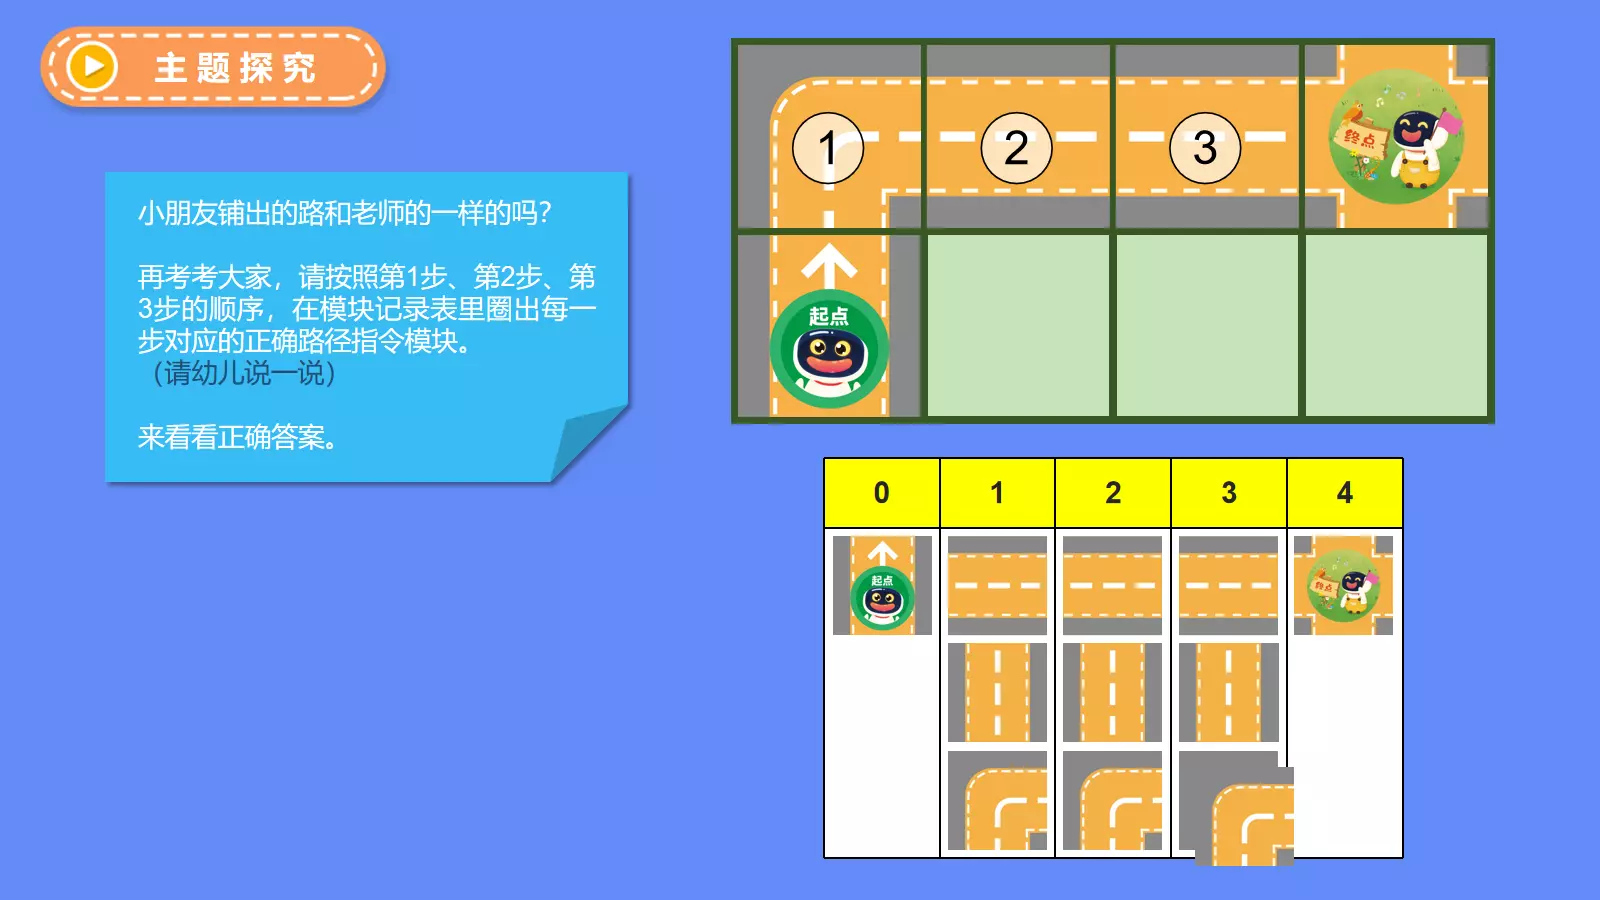 主题探究
小朋友铺出的路和老师的一样的吗？
再考考大家，请按照第1步、第2步、第
3步的顺序，在模块记录表里圈出每一
步对应的正确路径指令模块。
（请幼儿说一说）
来看看正确答案。
1
2
3
终点
起点
0
1
2
3
4
起点
终点